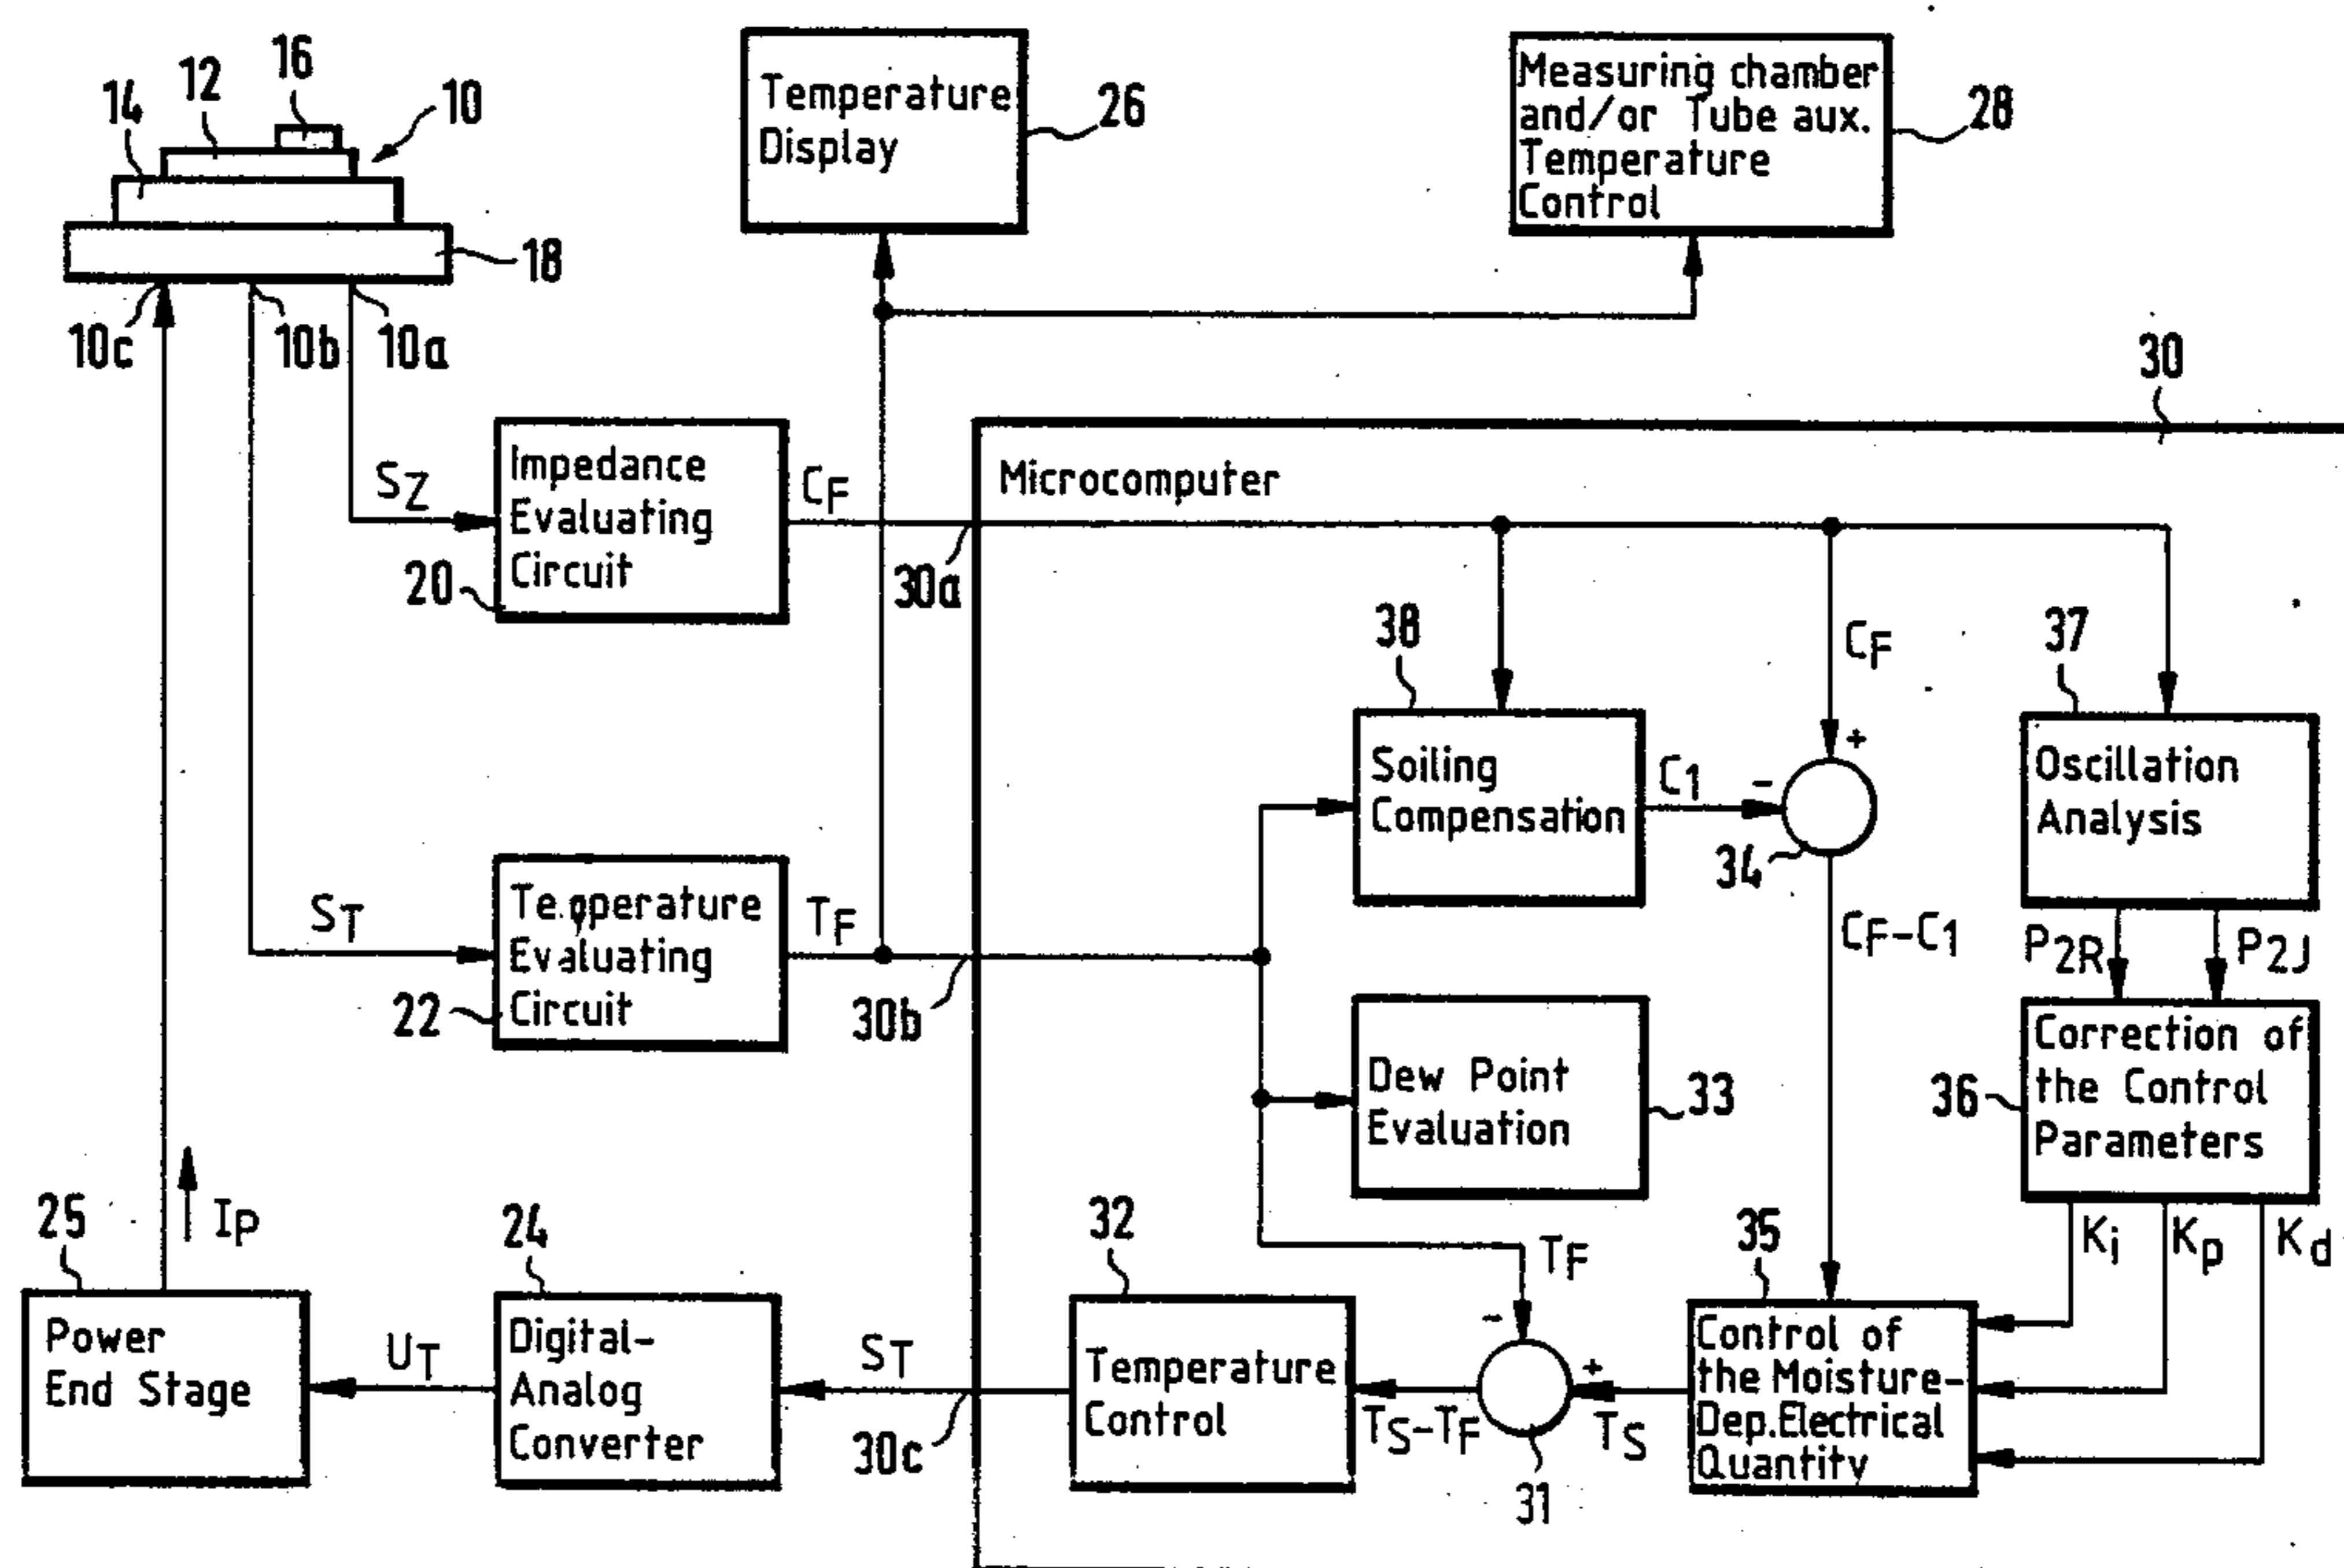 16
12
14
10
18
10c
10b
10a
Temperature
Display
26
Measuring chamber
and/or Tube aux.
Temperature
Control
28
30
Microcomputer
SZ
Impedance
Evaluating
Circuit
20
CF
30a
38
CF
37
Soiling
Compensation
C1
-
+
34
Oscillation
Analysis
CF-C1
P2R
P2J
ST
Evaluating
Circuit
22
TF
30b
Dew Point
Evaluation
33
Correction of
the Control
Parameters
36
Ki
Kp
Kd
25
IP
24
32
TF
35
Power
End Stage
UT
Digital-
Analog
Converter
ST
30c
Temperature
Control
TS-TF
-
+
31
TS
Control of
the Moisture-
Dep.Electrical
Quantity